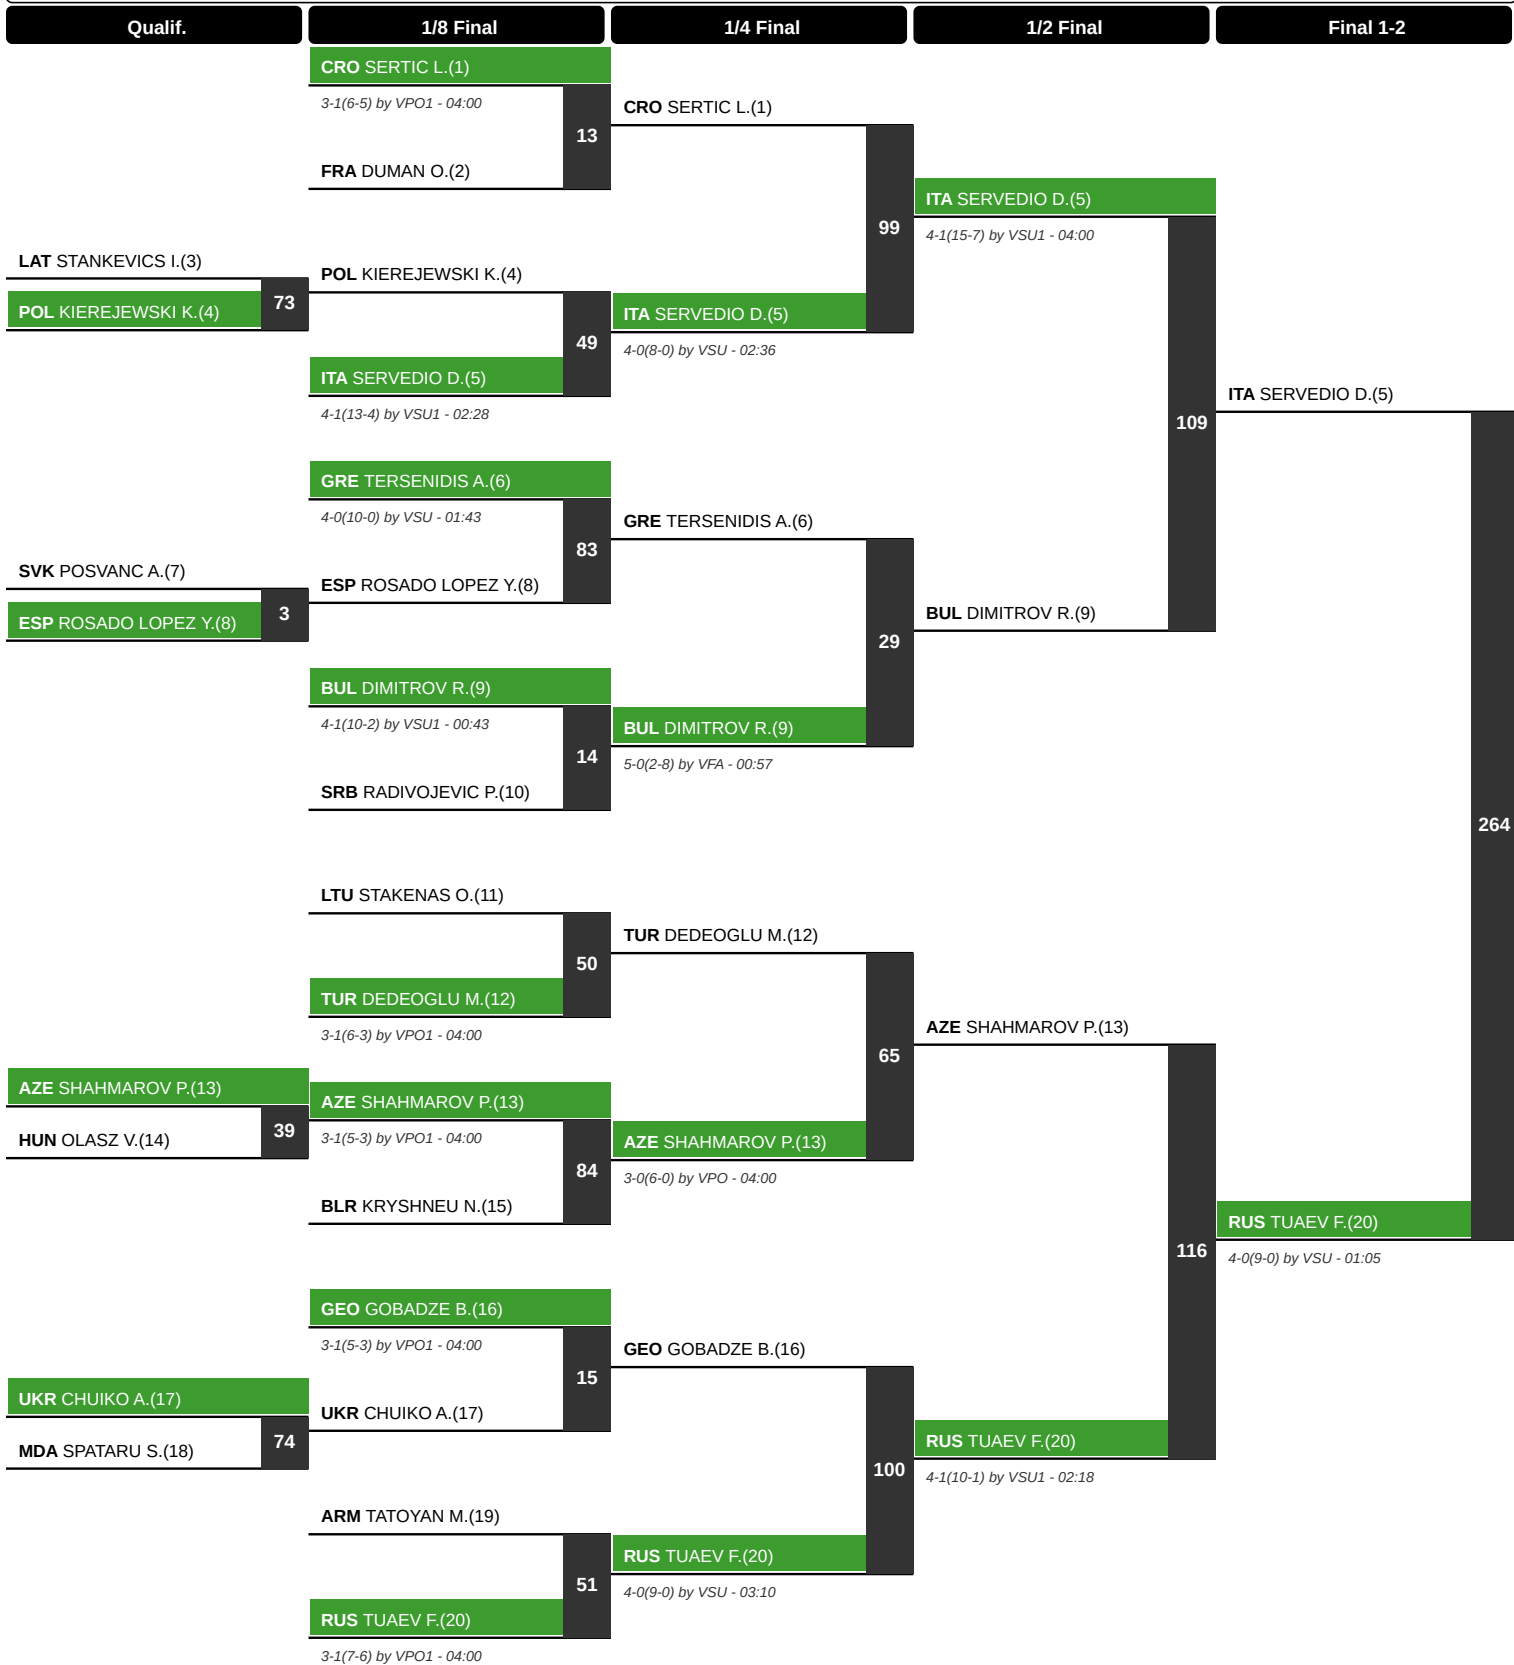 Qualif.
1/8 Final
1/4 Final
1/2 Final
Final 1-2
LAT STANKEVICS I.(3)
73
POL KIEREJEWSKI K.(4)
SVK POSVANC A.(7)
3
ESP ROSADO LOPEZ Y.(8)
AZE SHAHMAROV P.(13)
39
HUN OLASZ V.(14)
UKR CHUIKO A.(17)
74
MDA SPATARU S.(18)
CRO SERTIC L.(1)
3-1(6-5) by VPO1 - 04:00
13
FRA DUMAN O.(2)
POL KIEREJEWSKI K.(4)
49
ITA SERVEDIO D.(5)
4-1(13-4) by VSU1 - 02:28
GRE TERSENIDIS A.(6)
4-0(10-0) by VSU - 01:43
83
ESP ROSADO LOPEZ Y.(8)
BUL DIMITROV R.(9)
4-1(10-2) by VSU1 - 00:43
14
SRB RADIVOJEVIC P.(10)
LTU STAKENAS O.(11)
50
TUR DEDEOGLU M.(12)
3-1(6-3) by VPO1 - 04:00
AZE SHAHMAROV P.(13)
3-1(5-3) by VPO1 - 04:00
84
BLR KRYSHNEU N.(15)
GEO GOBADZE B.(16)
3-1(5-3) by VPO1 - 04:00
15
UKR CHUIKO A.(17)
ARM TATOYAN M.(19)
51
RUS TUAEV F.(20)
3-1(7-6) by VPO1 - 04:00
CRO SERTIC L.(1)
99
ITA SERVEDIO D.(5)
4-0(8-0) by VSU - 02:36
GRE TERSENIDIS A.(6)
29
BUL DIMITROV R.(9)
5-0(2-8) by VFA - 00:57
TUR DEDEOGLU M.(12)
65
AZE SHAHMAROV P.(13)
3-0(6-0) by VPO - 04:00
GEO GOBADZE B.(16)
100
RUS TUAEV F.(20)
4-0(9-0) by VSU - 03:10
ITA SERVEDIO D.(5)
4-1(15-7) by VSU1 - 04:00
109
BUL DIMITROV R.(9)
AZE SHAHMAROV P.(13)
116
RUS TUAEV F.(20)
4-1(10-1) by VSU1 - 02:18
ITA SERVEDIO D.(5)
264
RUS TUAEV F.(20)
4-0(9-0) by VSU - 01:05